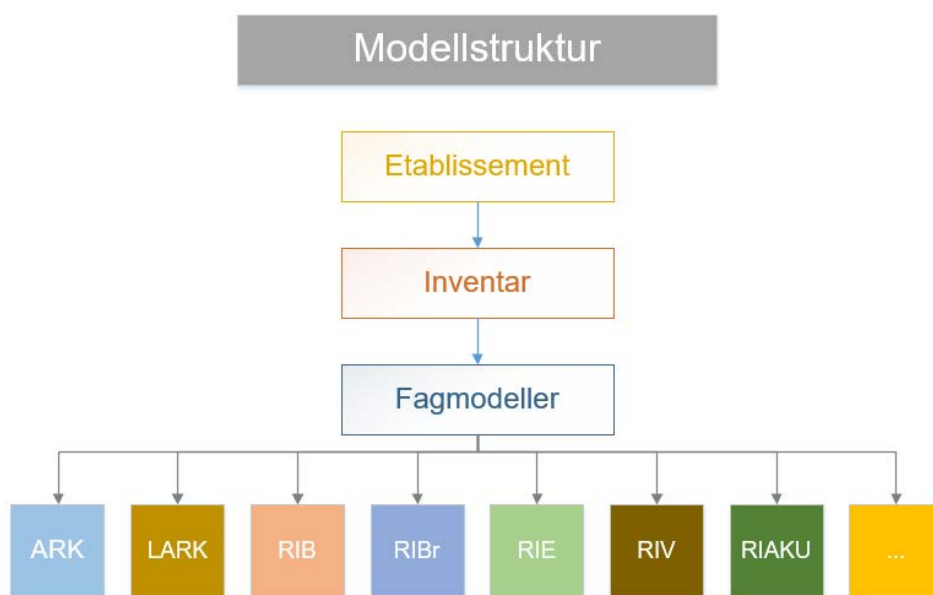 Modellstruktur
Etablissement
Inventar
Fagmodeller
ARK
LARK
RIB
RIBr
RIE
RIV
RIAKU
...